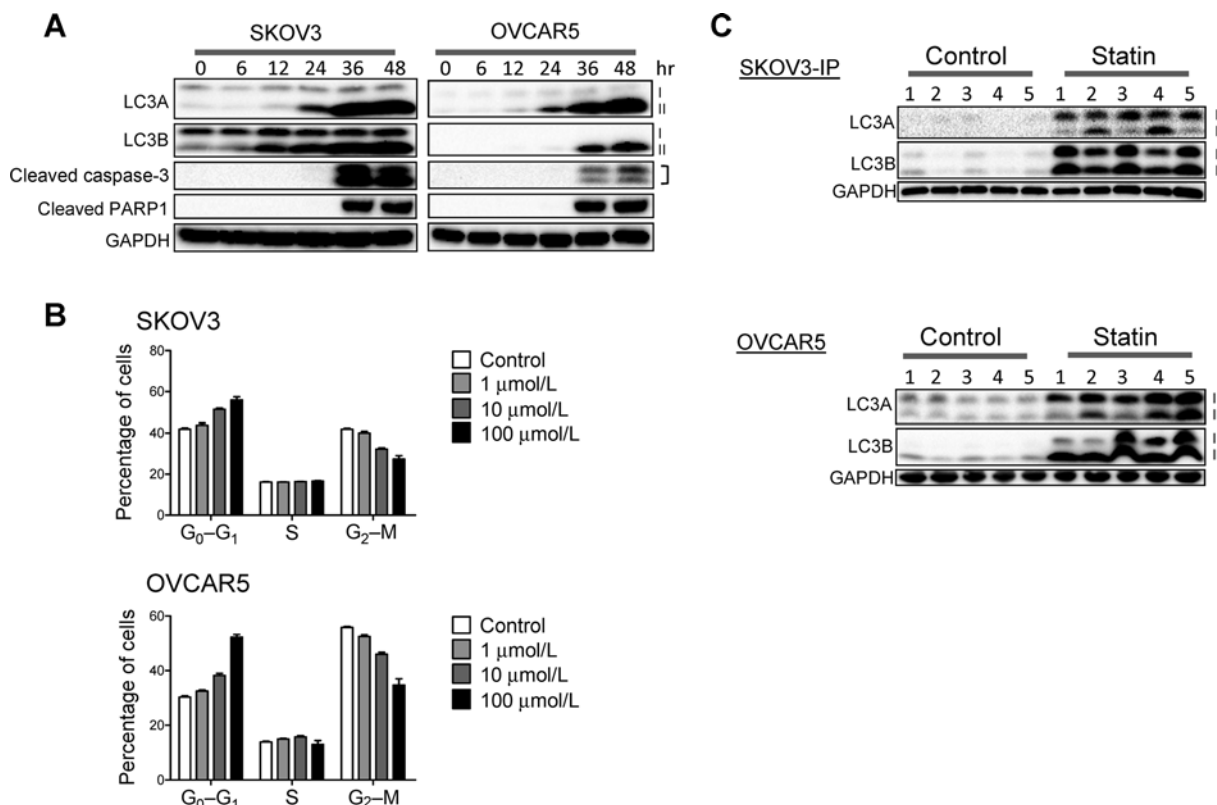 A
SKOV3 OVCAR5
0 6 12 24 36 48 0 6 12 24 36 48 hr
LC3A I
II
LC3B I
II
Cleaved caspase-3
Cleaved PARP1
GAPDH
B
SKOV3
Percentage of cells
80
60
40
20
0
G₀–G₁ S G₂–M
Control
1 μmol/L
10 μmol/L
100 μmol/L
OVCAR5
Percentage of cells
60
40
20
0
G₀–G₁ S G₂–M
Control
1 μmol/L
10 μmol/L
100 μmol/L
C
SKOV3-IP Control Statin
1 2 3 4 5 1 2 3 4 5
LC3A I
I
LC3B I
I
GAPDH
OVCAR5 Control Statin
1 2 3 4 5 1 2 3 4 5
LC3A I
I
LC3B I
I
GAPDH